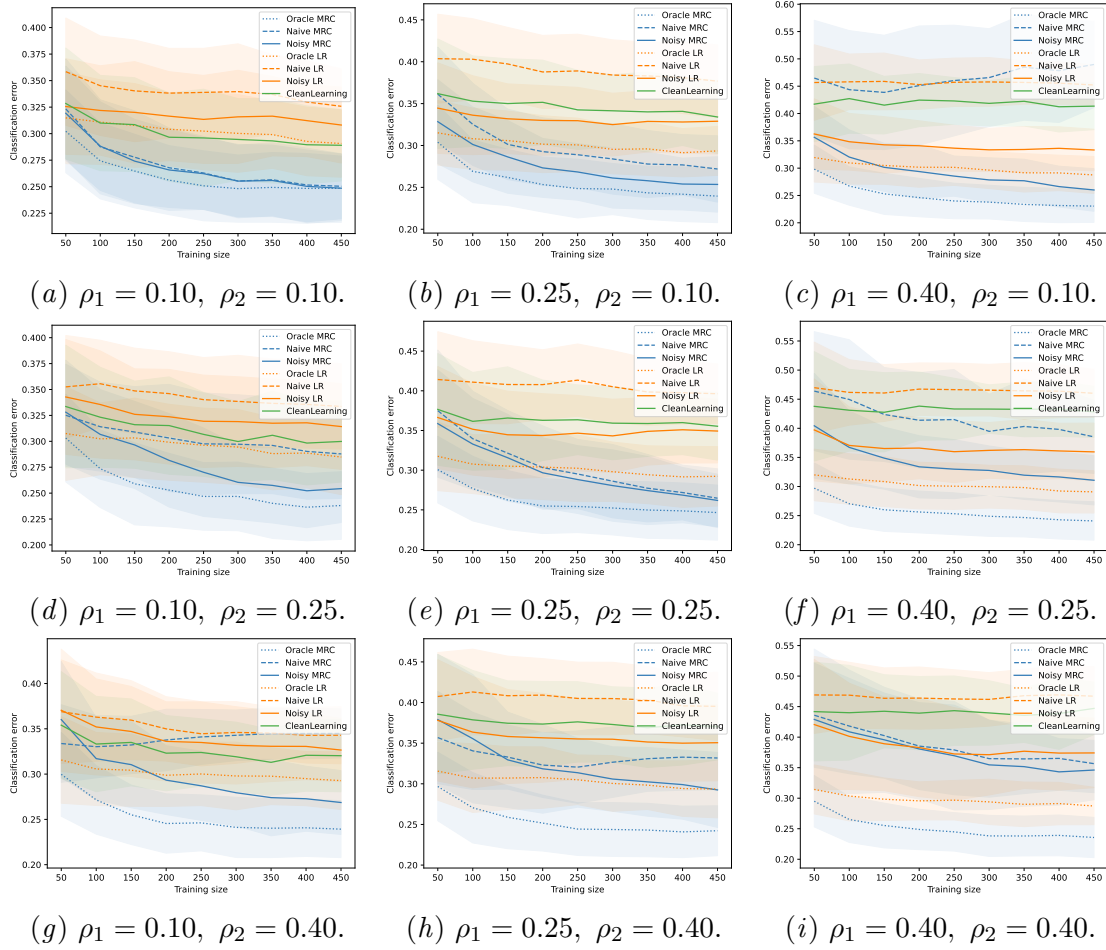 Classification error
0.400
0.375
0.350
0.325
0.300
0.275
0.250
0.225
50 100 150 200 250 300 350 400 450
Training size
Oracle MRC
Naive MRC
Noisy MRC
Oracle LR
Naive LR
Noisy LR
CleanLearning
(a) ρ₁ = 0.10, ρ₂ = 0.10.
Classification error
0.45
0.40
0.35
0.30
0.25
0.20
50 100 150 200 250 300 350 400 450
Training size
Oracle MRC
Naive MRC
Noisy MRC
Oracle LR
Naive LR
Noisy LR
CleanLearning
(b) ρ₁ = 0.25, ρ₂ = 0.10.
Classification error
0.60
0.55
0.50
0.45
0.40
0.35
0.30
0.25
0.20
50 100 150 200 250 300 350 400 450
Training size
Oracle MRC
Naive MRC
Noisy MRC
Oracle LR
Naive LR
Noisy LR
CleanLearning
(c) ρ₁ = 0.40, ρ₂ = 0.10.
Classification error
0.400
0.375
0.350
0.325
0.300
0.275
0.250
0.225
0.200
50 100 150 200 250 300 350 400 450
Training size
Oracle MRC
Naive MRC
Noisy MRC
Oracle LR
Naive LR
Noisy LR
CleanLearning
(d) ρ₁ = 0.10, ρ₂ = 0.25.
Classification error
0.45
0.40
0.35
0.30
0.25
0.20
50 100 150 200 250 300 350 400 450
Training size
Oracle MRC
Naive MRC
Noisy MRC
Oracle LR
Naive LR
Noisy LR
CleanLearning
(e) ρ₁ = 0.25, ρ₂ = 0.25.
Classification error
0.55
0.50
0.45
0.40
0.35
0.30
0.25
0.20
50 100 150 200 250 300 350 400 450
Training size
Oracle MRC
Naive MRC
Noisy MRC
Oracle LR
Naive LR
Noisy LR
CleanLearning
(f) ρ₁ = 0.40, ρ₂ = 0.25.
Classification error
0.40
0.35
0.30
0.25
0.20
50 100 150 200 250 300 350 400 450
Training size
Oracle MRC
Naive MRC
Noisy MRC
Oracle LR
Naive LR
Noisy LR
CleanLearning
(g) ρ₁ = 0.10, ρ₂ = 0.40.
Classification error
0.45
0.40
0.35
0.30
0.25
0.20
50 100 150 200 250 300 350 400 450
Training size
Oracle MRC
Naive MRC
Noisy MRC
Oracle LR
Naive LR
Noisy LR
CleanLearning
(h) ρ₁ = 0.25, ρ₂ = 0.40.
Classification error
0.55
0.50
0.45
0.40
0.35
0.30
0.25
0.20
50 100 150 200 250 300 350 400 450
Training size
Oracle MRC
Naive MRC
Noisy MRC
Oracle LR
Naive LR
Noisy LR
CleanLearning
(i) ρ₁ = 0.40, ρ₂ = 0.40.